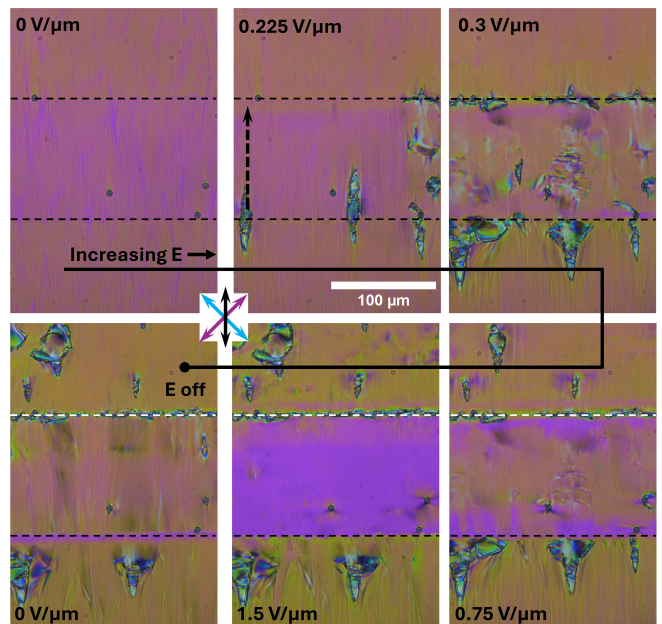 0 V/µm
0.225 V/µm
0.3 V/µm
Increasing E
100 µm
E off
0 V/µm
1.5 V/µm
0.75 V/µm